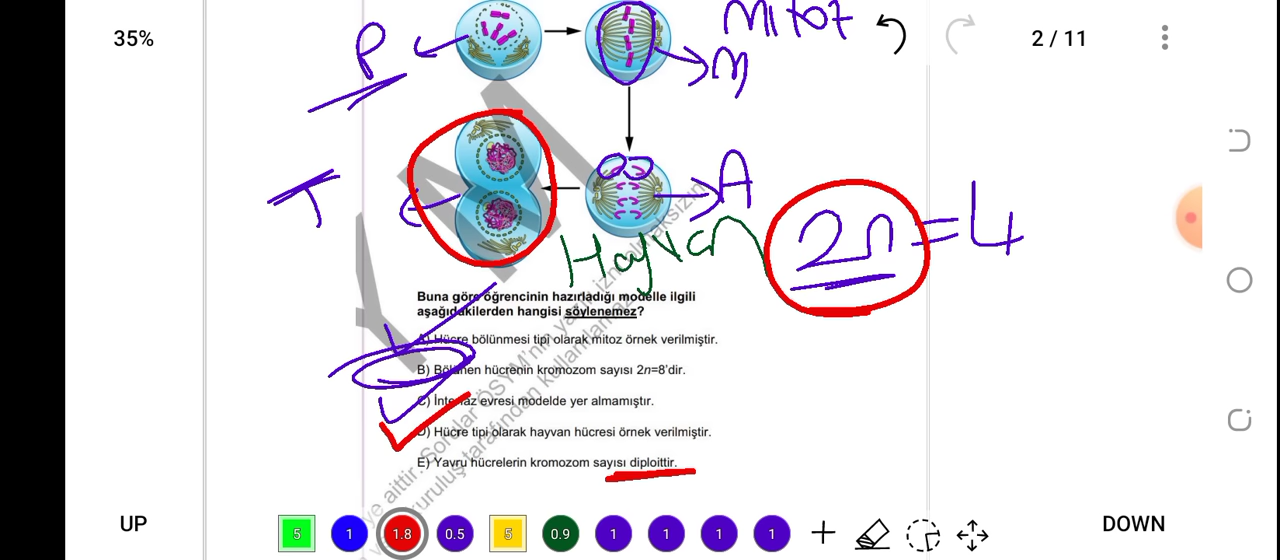 35%
Mitoz
2 / 11
P
M
T
A
Hayvan
2n=4
Buna göre öğrencinin hazırladığı modelle ilgili
aşağıdakilerden hangisi söylenemez?
A) Hücre bölünmesi tipi olarak mitoz örnek verilmiştir.
B) Bölünen hücrenin kromozom sayısı 2n=8'dir.
C) İnterfaz evresi modelde yer almamıştır.
D) Hücre tipi olarak hayvan hücresi örnek verilmiştir.
E) Yavru hücrelerin kromozom sayısı diploittir.
UP
5 1 1.8 0.5 5 0.9 1 1 1 1
DOWN